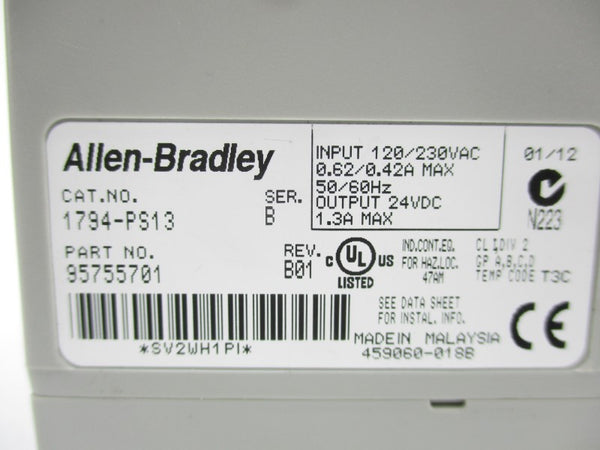 Allen-Bradley
CAT.NO.
1794-PS13
SER.
B
PART NO.
95755701
REV.
B01
INPUT 120/230VAC
0.62/0.42A MAX
50/60Hz
OUTPUT 24VDC
1.3A MAX
01/12
N223
C UL US
LISTED
IND.CONT.EQ.
FOR HAZ.LOC.
47AM
CL I DIV 2
GP A,B,C,D
TEMP CODE T3C
SEE DATA SHEET
FOR INSTAL. INFO.
*SV2WH1PI*
MADE IN MALAYSIA
459060-018B
CE